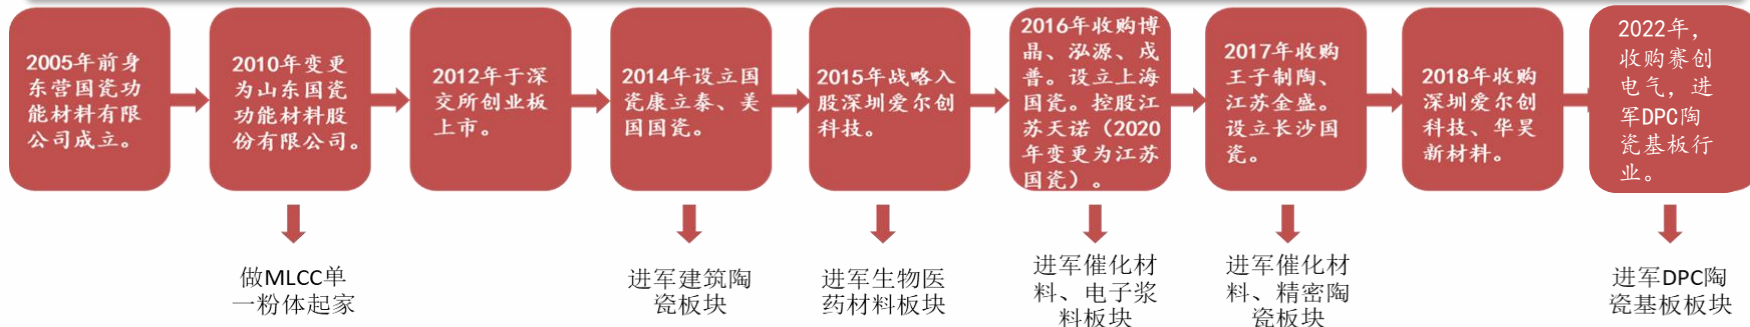 2005年前身
东营国瓷功
能材料有限
公司成立。
2010年变更
为山东国瓷
功能材料股
份有限公司。
2012年于深
交所创业板
上市。
2014年设立国
瓷康立泰、美
国国瓷。
2015年战略入
股深圳爱尔创
科技。
2016年收购博
晶、泓源、戍
普。设立上海
国瓷。控股江
苏天诺（2020
年变更为江苏
国瓷）。
2017年收购
王子制陶、
江苏金盛。
设立长沙国
瓷。
2018年收购
深圳爱尔创
科技、华昊
新材料。
2022年，
收购赛创
电气，进
军DPC陶
瓷基板行
业。
做MLCC单
一粉体起家
进军建筑陶
瓷板块
进军生物医
药材料板块
进军催化材
料、电子浆
料板块
进军催化材
料、精密陶
瓷板块
进军DPC陶
瓷基板板块